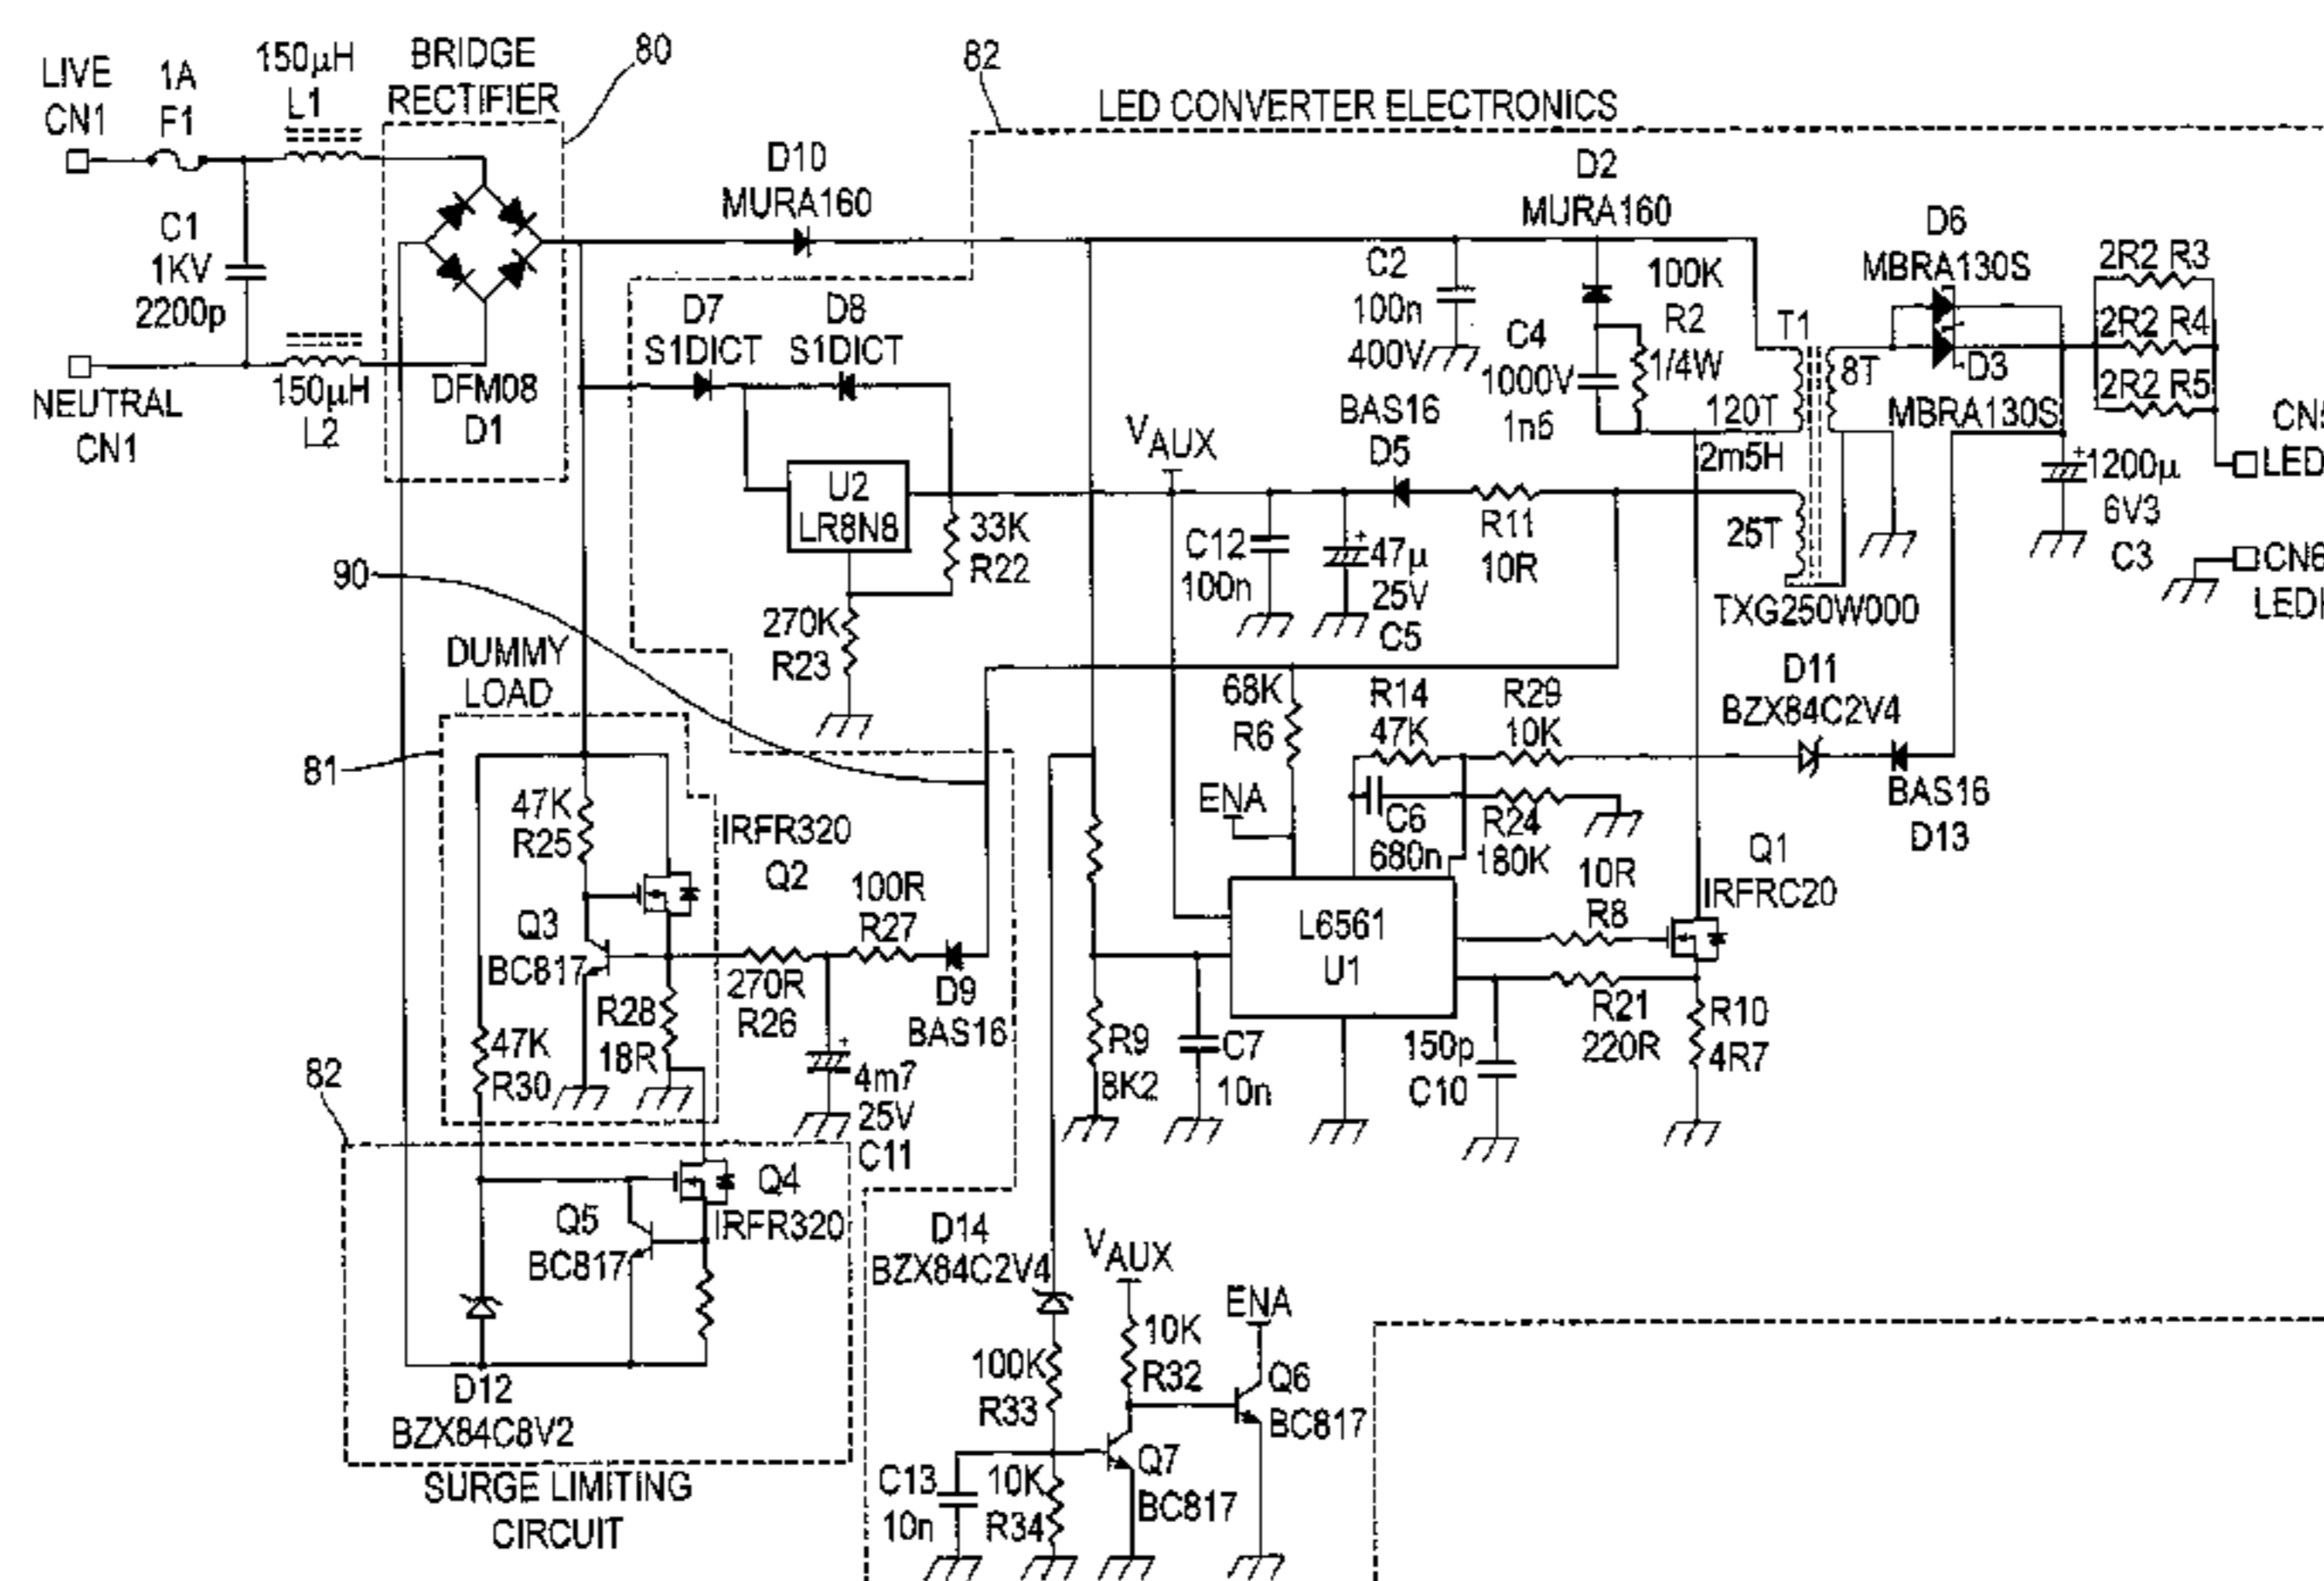 LIVE
CN1
1A
F1
150μH
L1
BRIDGE
RECTIFIER
80
82
LED CONVERTER ELECTRONICS
C1
1KV
2200p
D10
MURA160
D2
MURA160
D6
MBRA130S
2R2 R3
2R2 R4
2R2 R5
NEUTRAL
CN1
150μH
L2
DFM08
D1
D7
S1DICT
D8
S1DICT
C2
100n
400V
C4
1000V
1n6
100K
R2
1/4W
T1
120T
2m5H
8T
D3
MBRA130S
VAUX
BAS16
D5
U2
LR8N8
33K
R22
C12
100n
47μ
25V
C5
R11
10R
25T
TXG250W000
1200μ
6V3
C3
LED
90
270K
R23
DUMMY
LOAD
81
68K
R6
R14
47K
R29
10K
D11
BZX84C2V4
ENA
C6
680n
R24
180K
BAS16
D13
47K
R25
IRFR320
Q2
Q3
BC817
100R
R27
270R
R26
D9
BAS16
R28
18R
47K
R30
4m7
25V
C11
L6561
U1
10R
R8
Q1
IRFRC20
R9
8K2
C7
10n
150p
C10
R21
220R
R10
4R7
82
Q4
IRFR320
Q5
BC817
D12
BZX84C8V2
SURGE LIMITING
CIRCUIT
D14
BZX84C2V4
VAUX
ENA
100K
R33
10K
R32
Q6
BC817
C13
10n
10K
R34
Q7
BC817